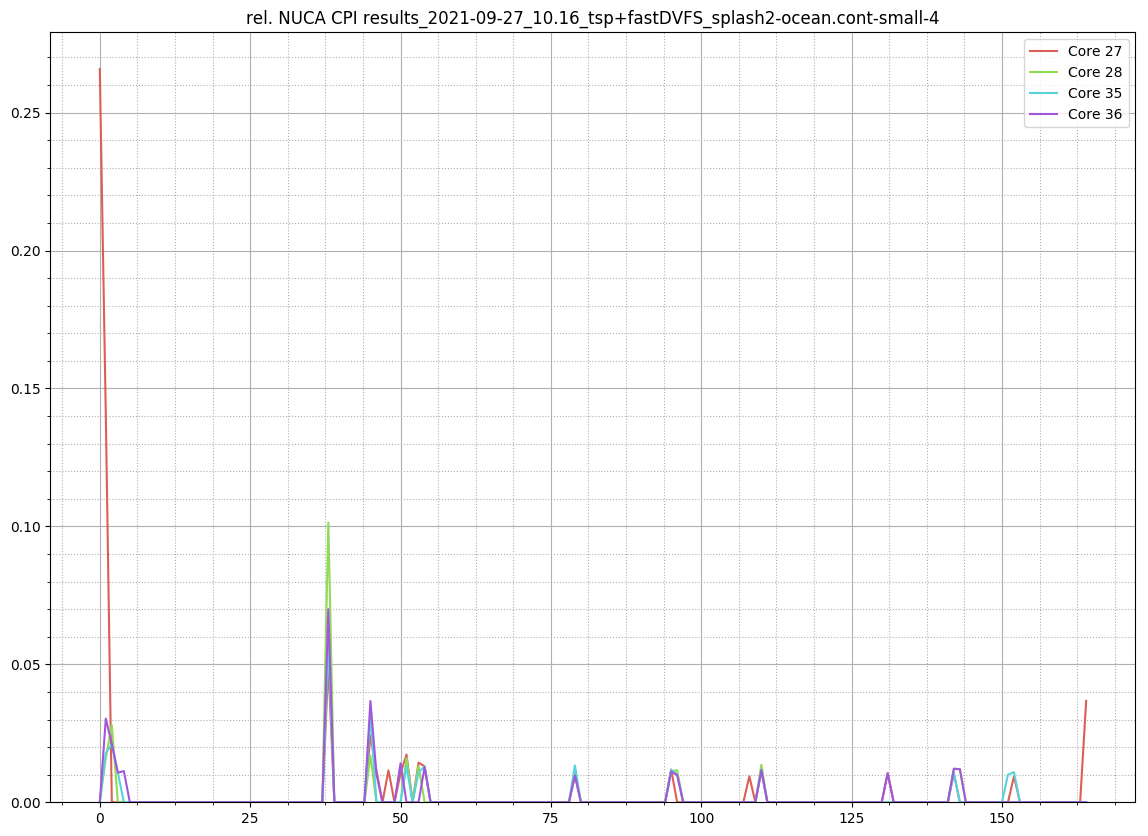 rel. NUCA CPI results_2021-09-27_10.16_tsp+fastDVFS_splash2-ocean.cont-small-4
Core 27
Core 28
Core 35
Core 36
0.25
0.20
0.15
0.10
0.05
0.00
0 25 50 75 100 125 150